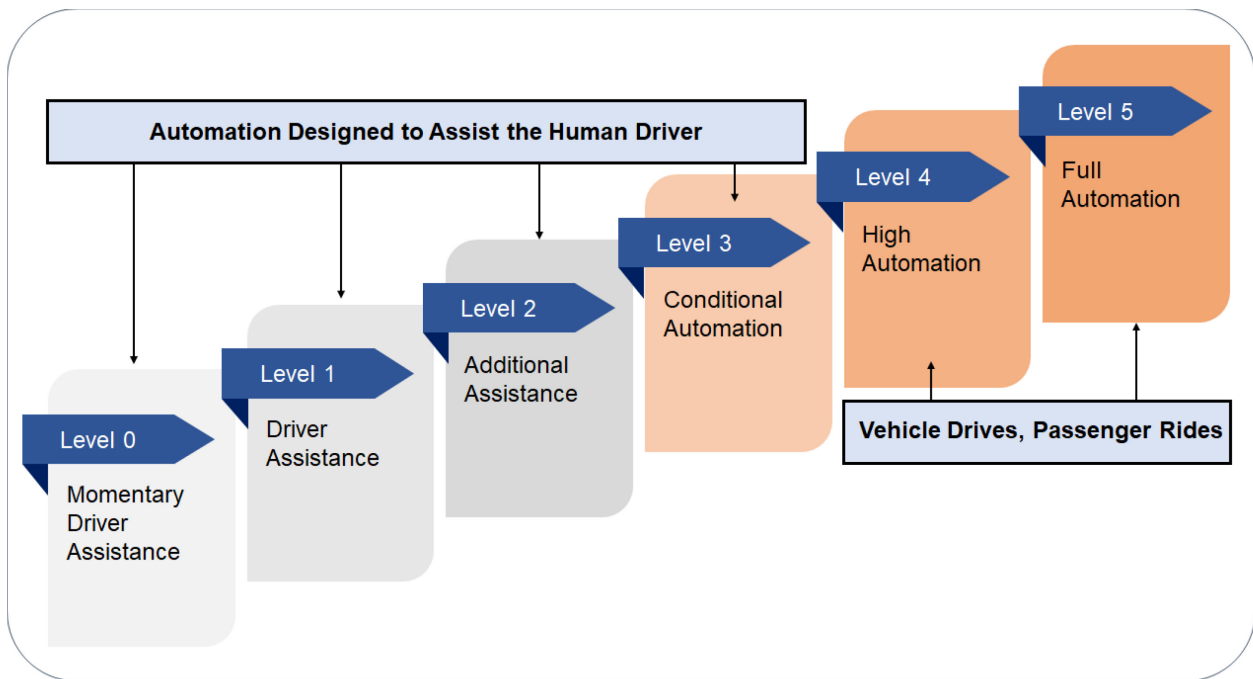 Automation Designed to Assist the Human Driver
Level 0
Momentary
Driver
Assistance
Level 1
Driver
Assistance
Level 2
Additional
Assistance
Level 3
Conditional
Automation
Level 4
High
Automation
Level 5
Full
Automation
Vehicle Drives, Passenger Rides